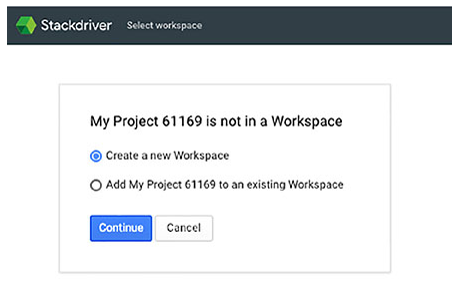 Stackdriver Select workspace
My Project 61169 is not in a Workspace
Create a new Workspace
Add My Project 61169 to an existing Workspace
Continue Cancel